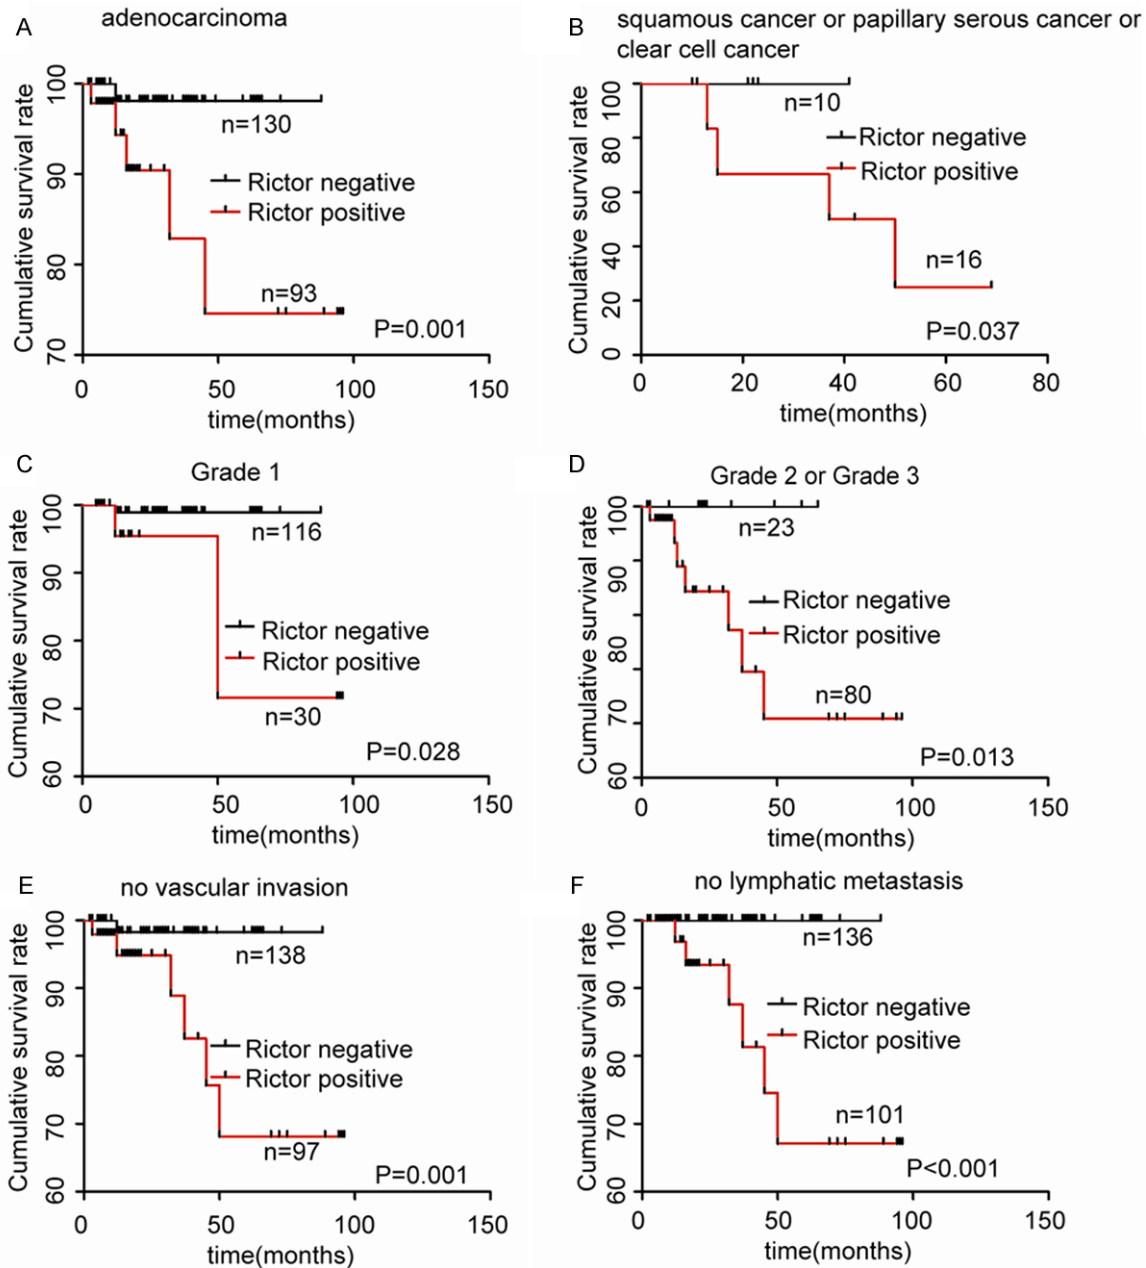 A
adenocarcinoma
Cumulative survival rate
100
90
80
70
n=130
Rictor negative
Rictor positive
n=93
P=0.001
0
50
100
150
time(months)
B
squamous cancer or papillary serous cancer or
clear cell cancer
Cumulative survival rate
100
80
60
40
20
0
n=10
Rictor negative
Rictor positive
n=16
P=0.037
0
20
40
60
80
time(months)
C
Grade 1
Cumulative survival rate
100
90
80
70
60
n=116
Rictor negative
Rictor positive
n=30
P=0.028
0
50
100
150
time(months)
D
Grade 2 or Grade 3
Cumulative survival rate
100
90
80
70
60
n=23
Rictor negative
Rictor positive
n=80
P=0.013
0
50
100
150
time(months)
E
no vascular invasion
Cumulative survival rate
100
90
80
70
60
n=138
Rictor negative
Rictor positive
n=97
P=0.001
0
50
100
150
time(months)
F
no lymphatic metastasis
Cumulative survival rate
100
90
80
70
60
n=136
Rictor negative
Rictor positive
n=101
P<0.001
0
50
100
150
time(months)